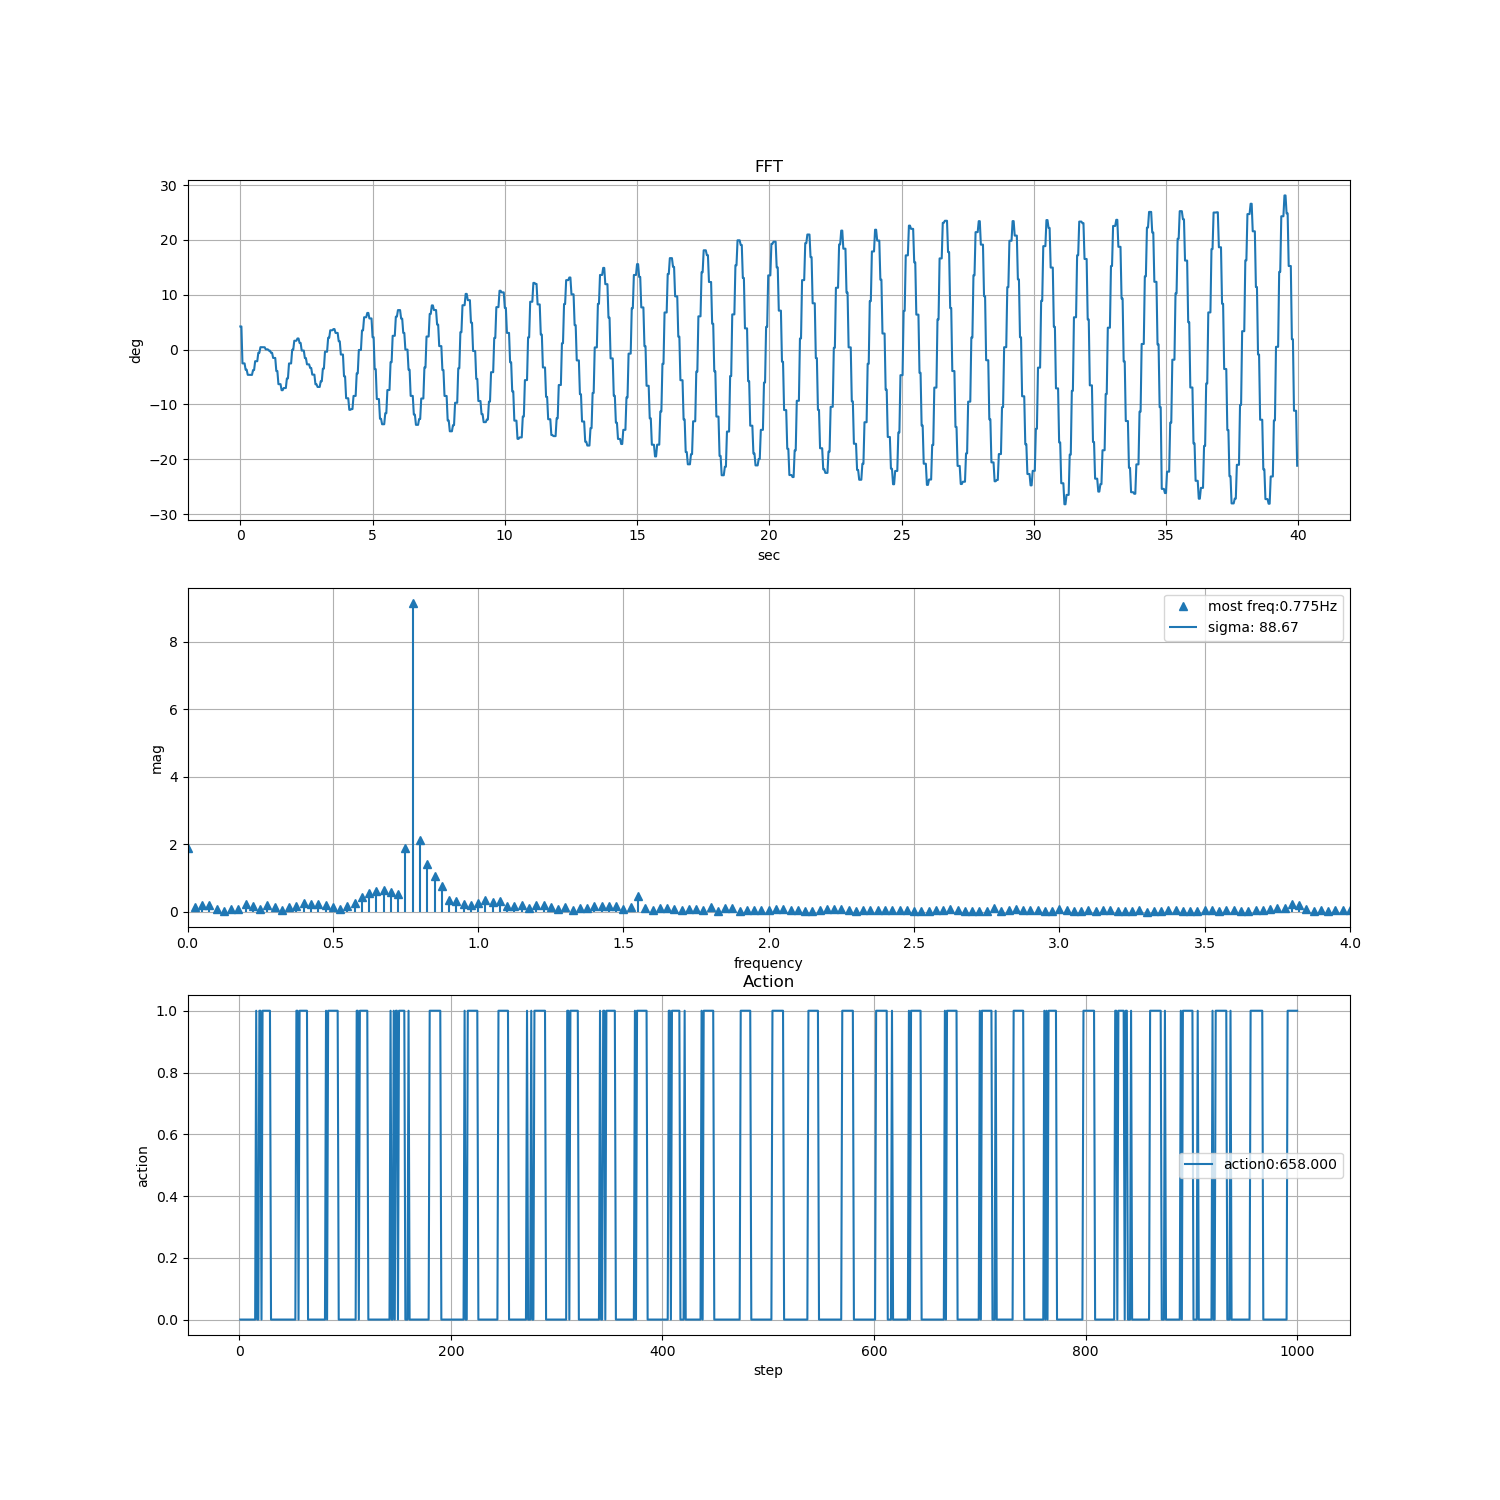 FFT
30
20
10
0
−10
−20
−30
deg
0 5 10 15 20 25 30 35 40
sec
most freq:0.775Hz
sigma: 88.67
8
6
4
2
0
mag
0.0 0.5 1.0 1.5 2.0 2.5 3.0 3.5 4.0
frequency
Action
1.0
0.8
0.6
0.4
0.2
0.0
action
action0:658.000
0 200 400 600 800 1000
step